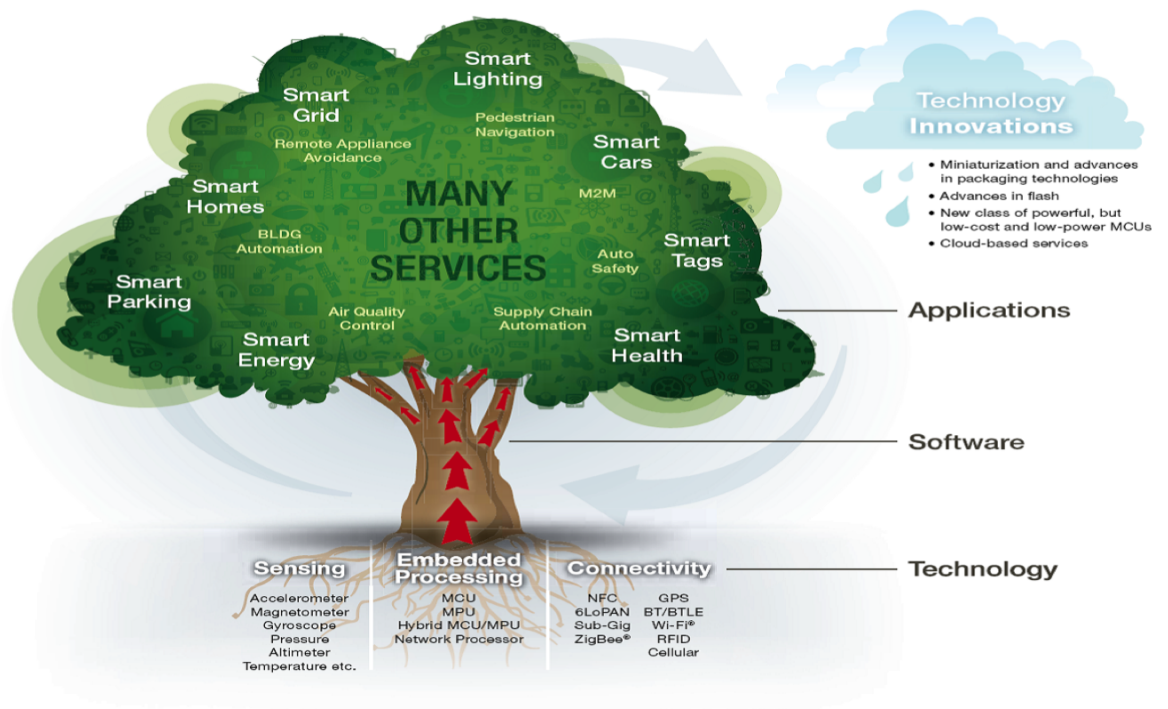 Smart
Lighting
Smart
Grid
Pedestrian
Navigation
Remote Appliance
Avoidance
Smart
Cars
Smart
Homes
M2M
MANY
OTHER
SERVICES
BLDG
Automation
Auto
Safety
Smart
Tags
Smart
Parking
Air Quality
Control
Supply Chain
Automation
Smart
Energy
Smart
Health
Technology
Innovations
• Miniaturization and advances
in packaging technologies
• Advances in flash
• New class of powerful, but
low-cost and low-power MCUs
• Cloud-based services
Applications
Software
Technology
Sensing
Accelerometer
Magnetometer
Gyroscope
Pressure
Altimeter
Temperature etc.
Embedded
Processing
MCU
MPU
Hybrid MCU/MPU
Network Processor
Connectivity
NFC
6LoPAN
Sub-Gig
ZigBee®
GPS
BT/BTLE
Wi-Fi®
RFID
Cellular